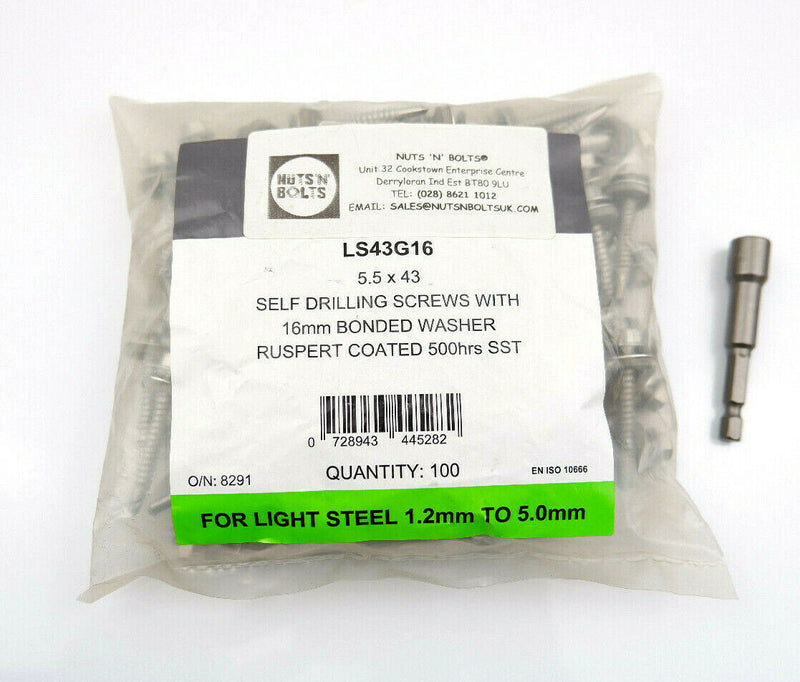 NUTS 'N'
BOLTS
NUTS 'N' BOLTS®
Unit 32 Cookstown Enterprise Centre
Derryloran Ind Est BT80 9LU
TEL: (028) 8621 1012
EMAIL: SALES@NUTSNBOLTSUK.COM
LS43G16
5.5 x 43
SELF DRILLING SCREWS WITH
16mm BONDED WASHER
RUSPERT COATED 500hrs SST
0 728943 445282
O/N: 8291
QUANTITY: 100
EN ISO 10666
FOR LIGHT STEEL 1.2mm TO 5.0mm